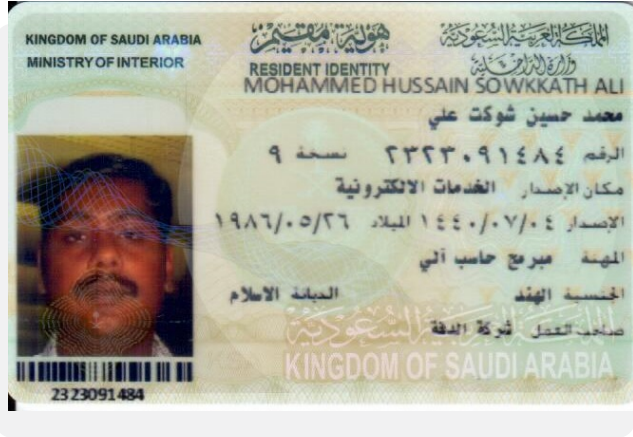 KINGDOM OF SAUDI ARABIA
MINISTRY OF INTERIOR
هوية مقيم
RESIDENT IDENTITY
المملكة العربية السعودية
وزارة الداخلية
MOHAMMED HUSSAIN SOWKKATH ALI
محمد حسين شوكت علي
الرقم ٢٣٢٣٠٩١٤٨٤ نسخة ٩
مكان الإصدار الخدمات الالكترونية
الإصدار ١٤٤٠/٠٧/٠٤ الميلاد ١٩٨٦/٠٥/٢٦
المهنة مبرمج حاسب آلي
الجنسية الهند الديانة الاسلام
صاحب العمل شركة الدقة
المملكة العربية السعودية
KINGDOM OF SAUDI ARABIA
2323091484